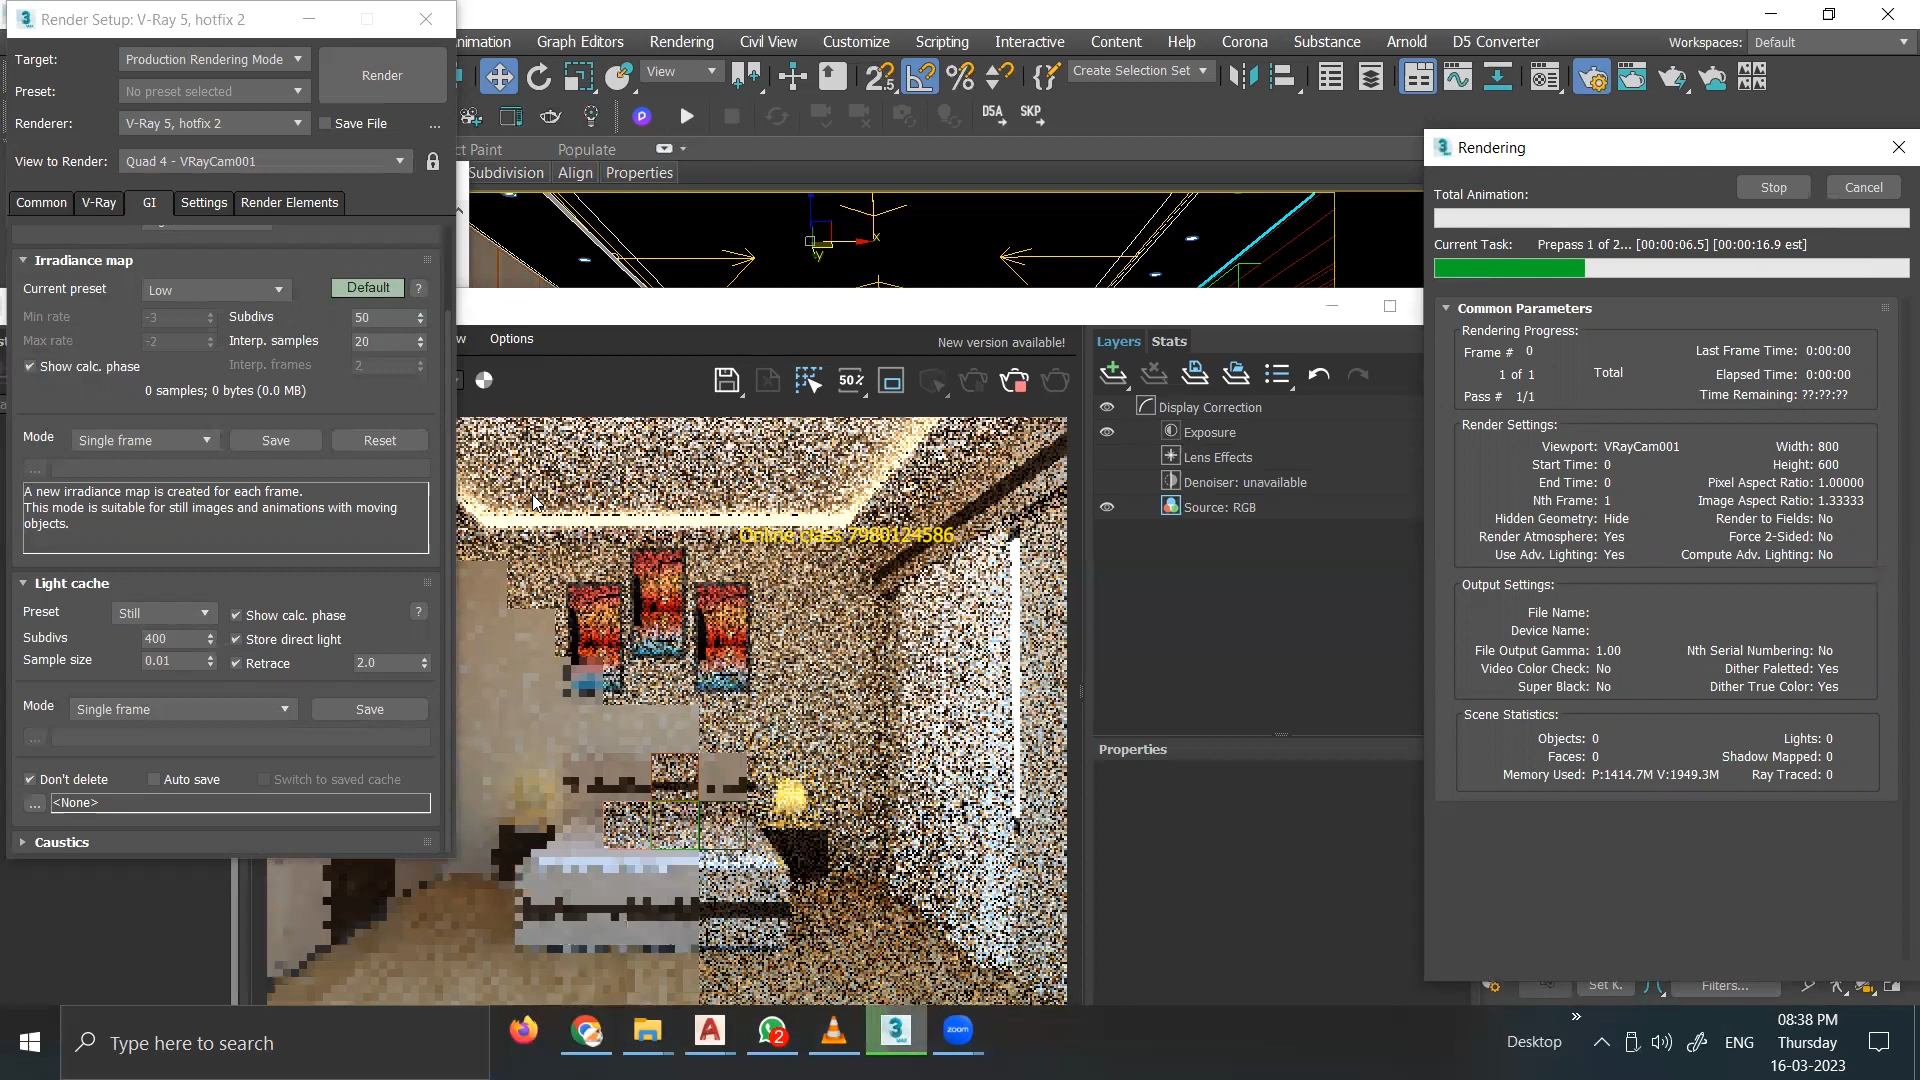 Render Setup: V-Ray 5, hotfix 2
Target: Production Rendering Mode
Render
Preset: No preset selected
Renderer: V-Ray 5, hotfix 2 Save File ...
View to Render: Quad 4 - VRayCam001
Common V-Ray GI Settings Render Elements
Irradiance map
Current preset Low Default ?
Min rate -3 Subdivs 50
Max rate -2 Interp. samples 20
Show calc. phase Interp. frames 2
0 samples; 0 bytes (0.0 MB)
Mode Single frame Save Reset
...
A new irradiance map is created for each frame.
This mode is suitable for still images and animations with moving
objects.
Light cache
Preset Still Show calc. phase ?
Subdivs 400 Store direct light
Sample size 0.01 Retrace 2.0
Mode Single frame Save
...
Don't delete Auto save Switch to saved cache
... <None>
Caustics
nimation Graph Editors Rendering Civil View Customize Scripting Interactive Content Help Corona Substance Arnold D5 Converter Workspaces: Default
View Create Selection Set
D5A SKP
ct Paint Populate
Subdivision Align Properties
x
y
w Options New version available!
50%
Online class 7980124586
Layers Stats
Display Correction
Exposure
Lens Effects
Denoiser: unavailable
Source: RGB
Properties
Rendering
Total Animation: Stop Cancel
Current Task: Prepass 1 of 2... [00:00:06.5] [00:00:16.9 est]
Common Parameters
Rendering Progress:
Frame # 0 Last Frame Time: 0:00:00
1 of 1 Total Elapsed Time: 0:00:00
Pass # 1/1 Time Remaining: ??:??:??
Render Settings:
Viewport: VRayCam001 Width: 800
Start Time: 0 Height: 600
End Time: 0 Pixel Aspect Ratio: 1.00000
Nth Frame: 1 Image Aspect Ratio: 1.33333
Hidden Geometry: Hide Render to Fields: No
Render Atmosphere: Yes Force 2-Sided: No
Use Adv. Lighting: Yes Compute Adv. Lighting: No
Output Settings:
File Name:
Device Name:
File Output Gamma: 1.00 Nth Serial Numbering: No
Video Color Check: No Dither Paletted: Yes
Super Black: No Dither True Color: Yes
Scene Statistics:
Objects: 0 Lights: 0
Faces: 0 Shadow Mapped: 0
Memory Used: P:1414.7M V:1949.3M Ray Traced: 0
Set K. Filters...
Type here to search
2
zoom
Desktop
ENG
08:38 PM
Thursday
16-03-2023